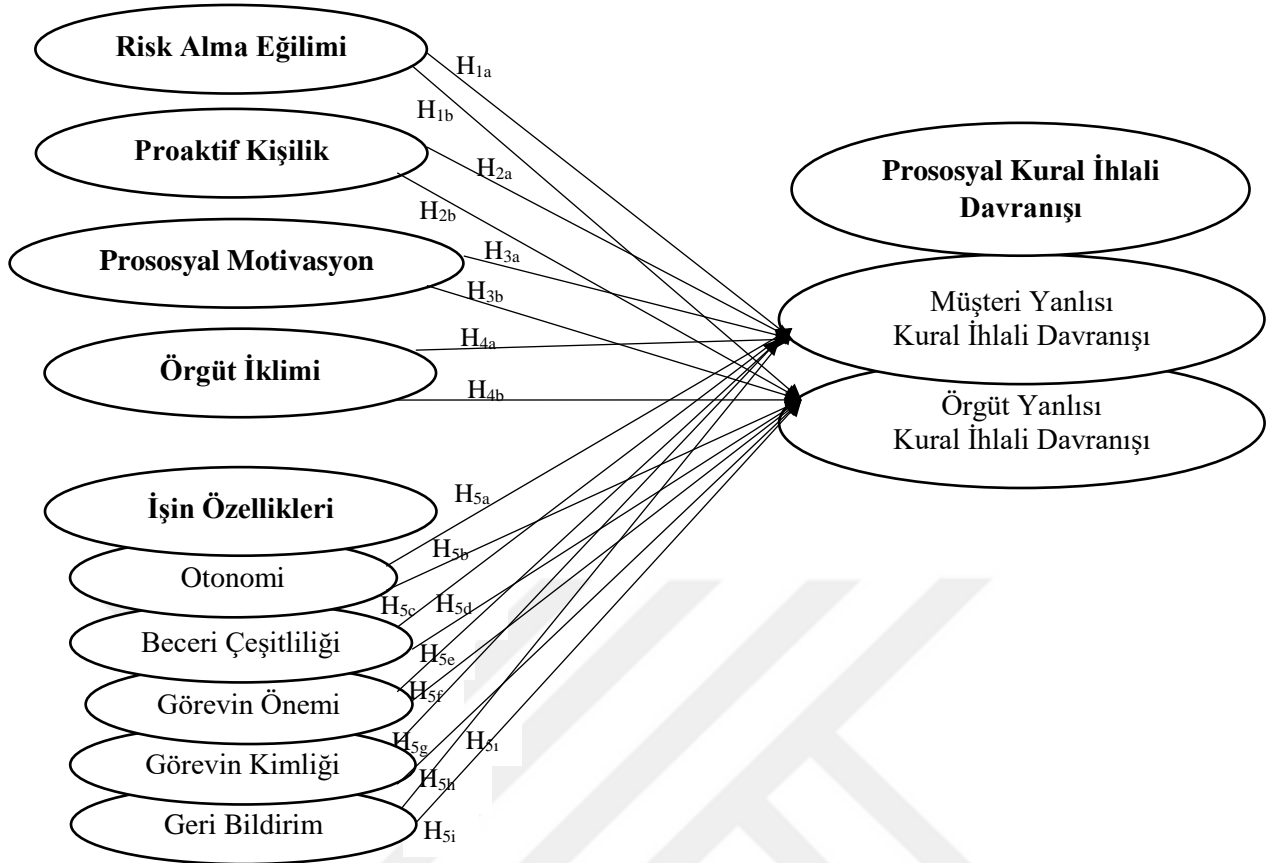 Risk Alma Eğilimi
H1a
H1b
Proaktif Kişilik
H2a
H2b
Prososyal Motivasyon
H3a
H3b
Örgüt İklimi
H4a
H4b
Prososyal Kural İhlali
Davranışı
Müşteri Yanlısı
Kural İhlali Davranışı
Örgüt Yanlısı
Kural İhlali Davranışı
İşin Özellikleri
H5a
Otonomi
H5b
H5c
H5d
Beceri Çeşitliliği
H5e
Görevin Önemi
H5f
Görevin Kimliği
H5g
H5ı
H5h
Geri Bildirim
H5i